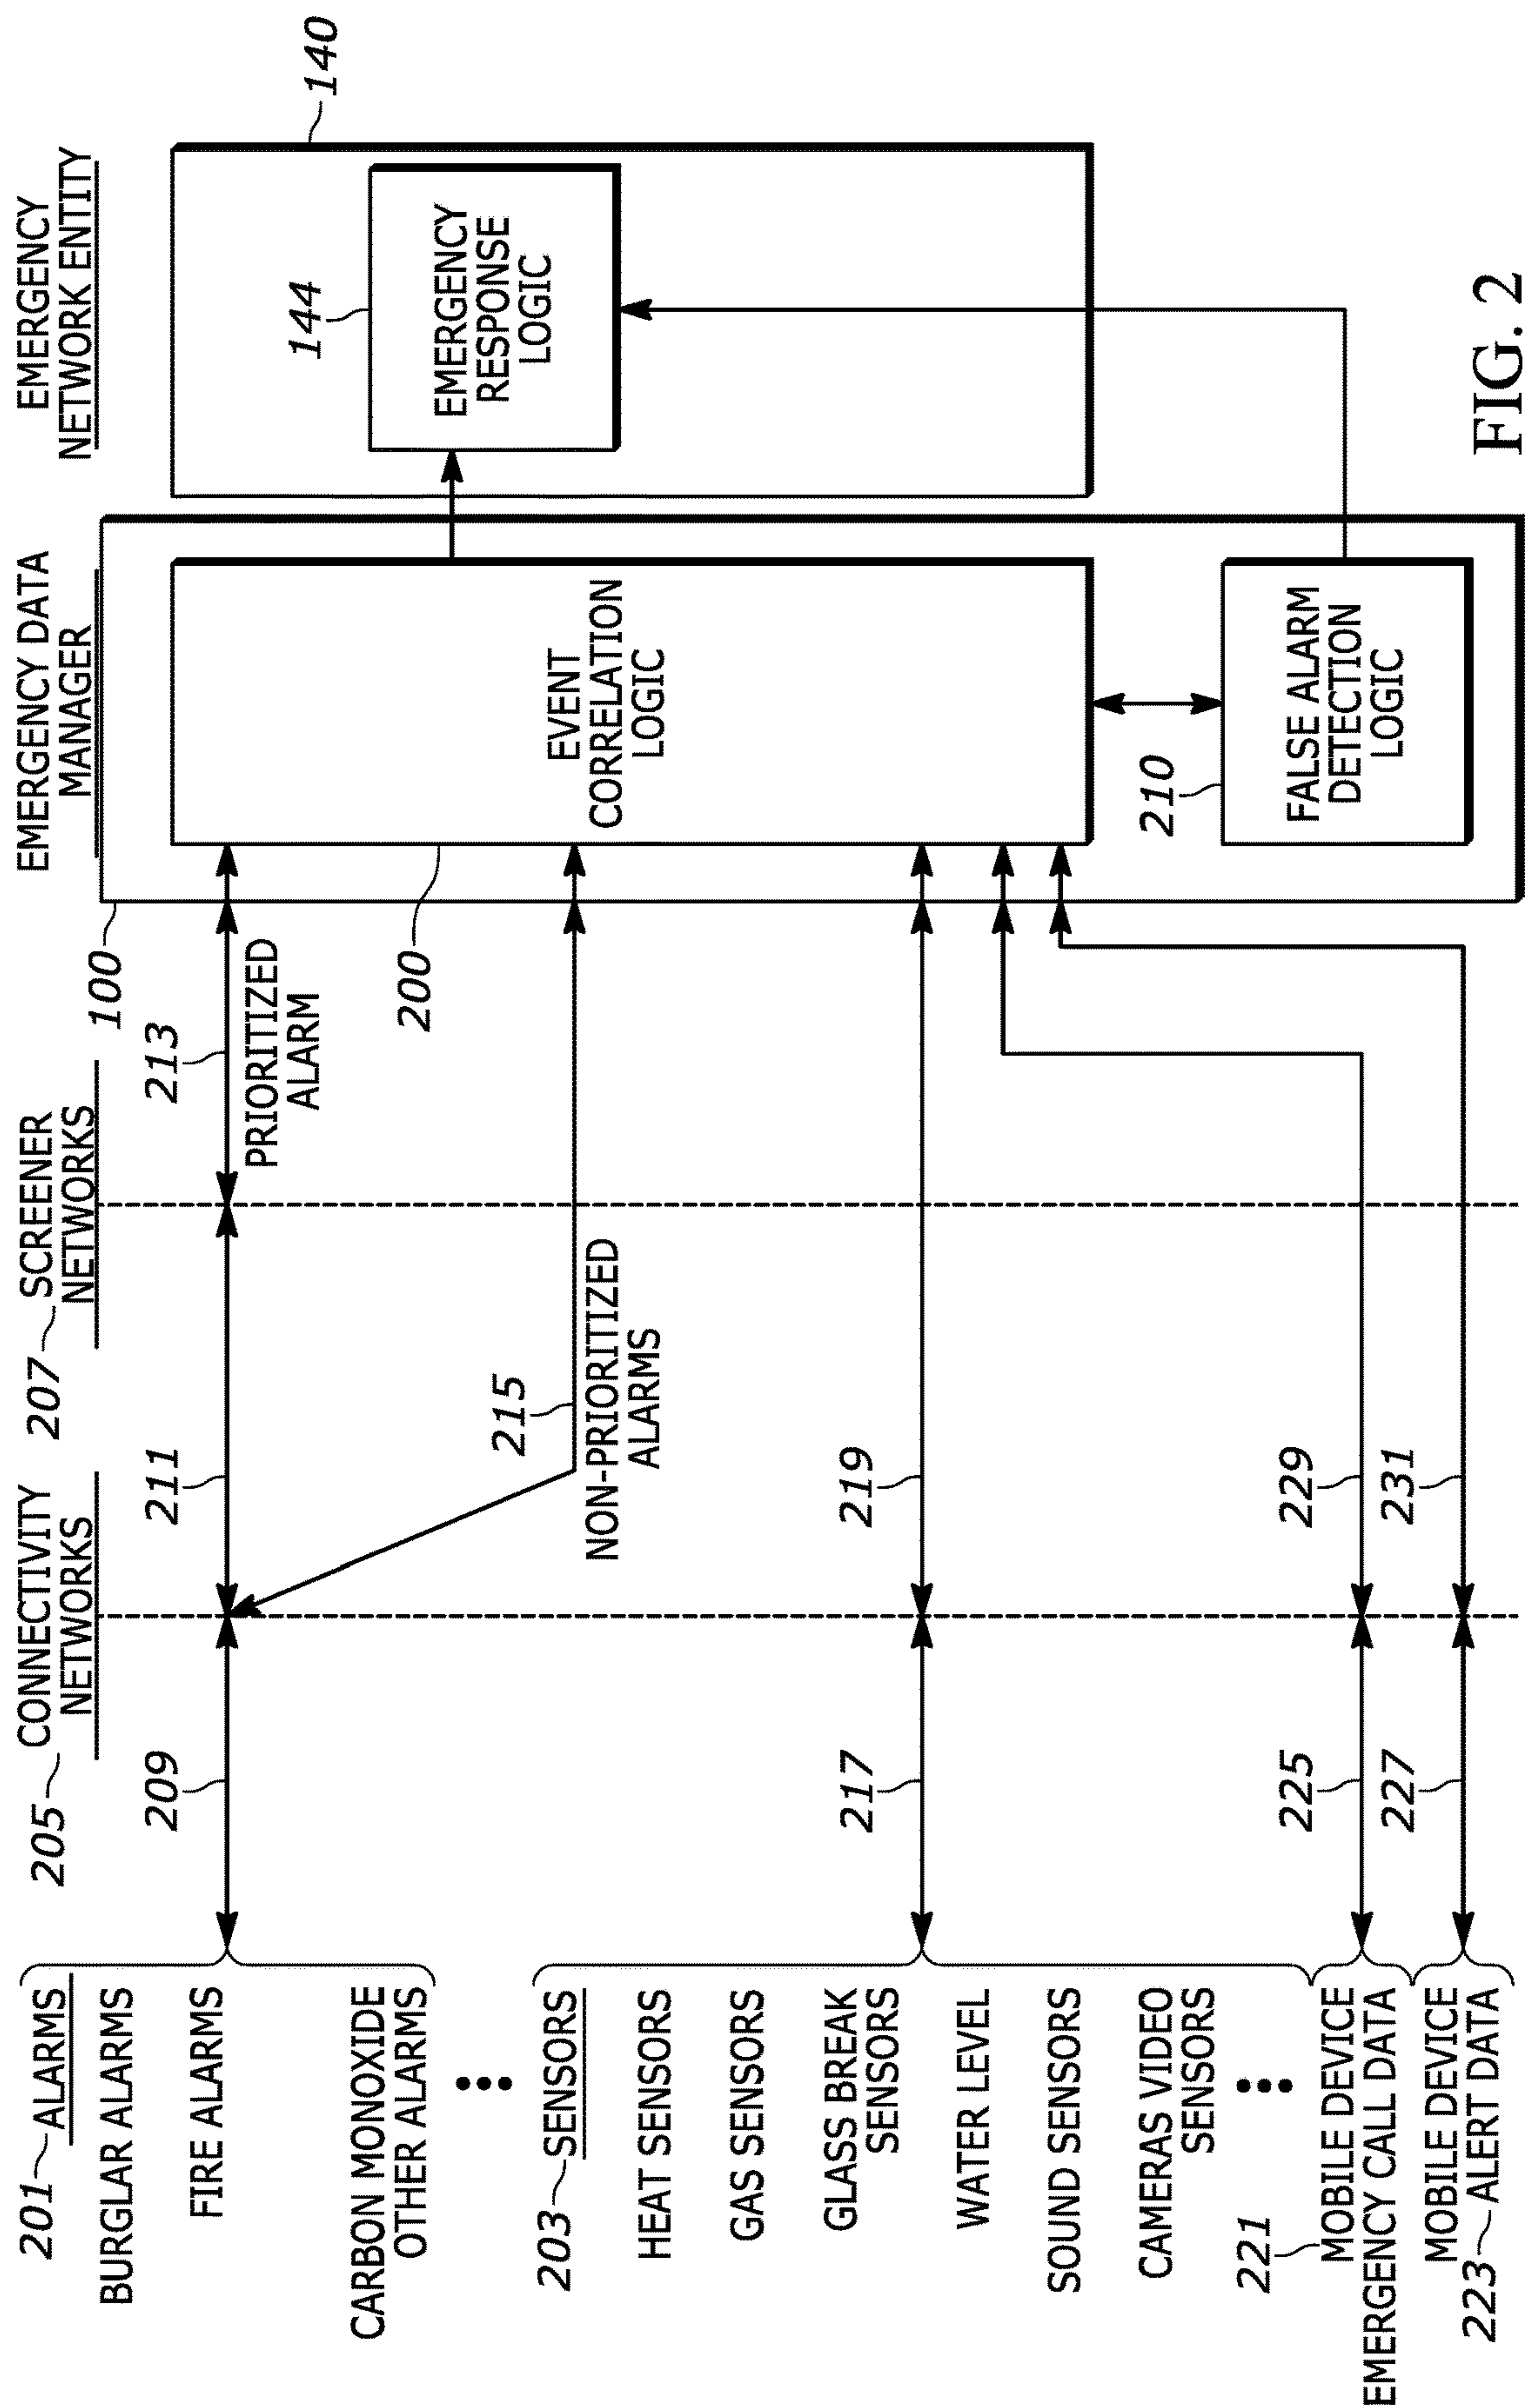 201
ALARMS
BURGLAR ALARMS
FIRE ALARMS
CARBON MONOXIDE
OTHER ALARMS
203
SENSORS
HEAT SENSORS
GAS SENSORS
GLASS BREAK
SENSORS
WATER LEVEL
SOUND SENSORS
CAMERAS VIDEO
SENSORS
221
MOBILE DEVICE
EMERGENCY CALL DATA
MOBILE DEVICE
223
ALERT DATA
205
CONNECTIVITY
NETWORKS
209
217
225
227
207
SCREENER
NETWORKS
211
215
NON-PRIORITIZED
ALARMS
219
229
231
213
PRIORITIZED
ALARM
EMERGENCY DATA
MANAGER
100
200
EVENT
CORRELATION
LOGIC
210
FALSE ALARM
DETECTION
LOGIC
EMERGENCY
NETWORK ENTITY
140
144
EMERGENCY
RESPONSE
LOGIC
FIG. 2